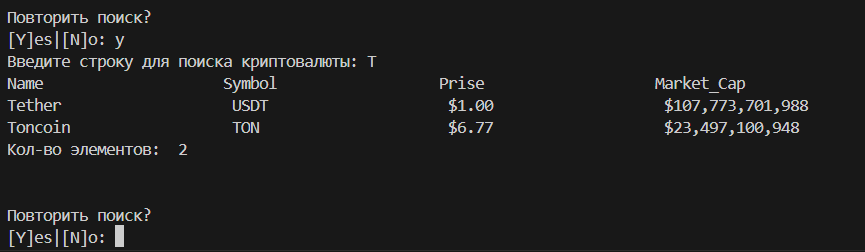 Повторить поиск?
[Y]es|[N]o: y
Введите строку для поиска криптовалюты: T
Name Symbol Prise Market_Cap
Tether USDT $1.00 $107,773,701,988
Toncoin TON $6.77 $23,497,100,948
Кол-во элементов: 2
Повторить поиск?
[Y]es|[N]o: